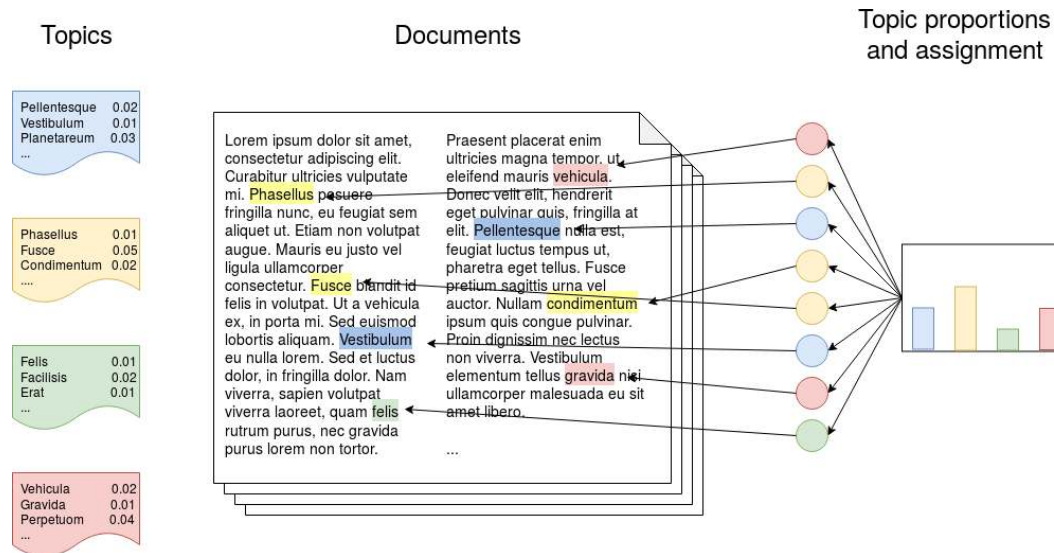 Topics
Documents
Topic proportions
and assignment
Pellentesque 0.02
Vestibulum 0.01
Planetareum 0.03
...
Phasellus 0.01
Fusce 0.05
Condimentum 0.02
....
Felis 0.01
Facilisis 0.02
Erat 0.01
...
Vehicula 0.02
Gravida 0.01
Perpetuom 0.04
...
Lorem ipsum dolor sit amet,
consectetur adipiscing elit.
Curabitur ultricies vulputate
mi. Phasellus posuere
fringilla nunc, eu feugiat sem
aliquet ut. Etiam non volutpat
augue. Mauris eu justo vel
ligula ullamcorper
consectetur. Fusce blandit id
felis in volutpat. Ut a vehicula
ex, in porta mi. Sed euismod
lobortis aliquam. Vestibulum
eu nulla lorem. Sed et luctus
dolor, in fringilla dolor. Nam
viverra, sapien volutpat
viverra laoreet, quam felis
rutrum purus, nec gravida
purus lorem non tortor.
Praesent placerat enim
ultricies magna tempor, ut
eleifend mauris vehicula.
Donec velit elit, hendrerit
eget pulvinar quis, fringilla at
elit. Pellentesque nulla est,
feugiat luctus tempus ut,
pharetra eget tellus. Fusce
pretium sagittis urna vel
auctor. Nullam condimentum
ipsum quis congue pulvinar.
Proin dignissim nec lectus
non viverra. Vestibulum
elementum tellus gravida nisi
ullamcorper malesuada eu sit
amet libero.
...